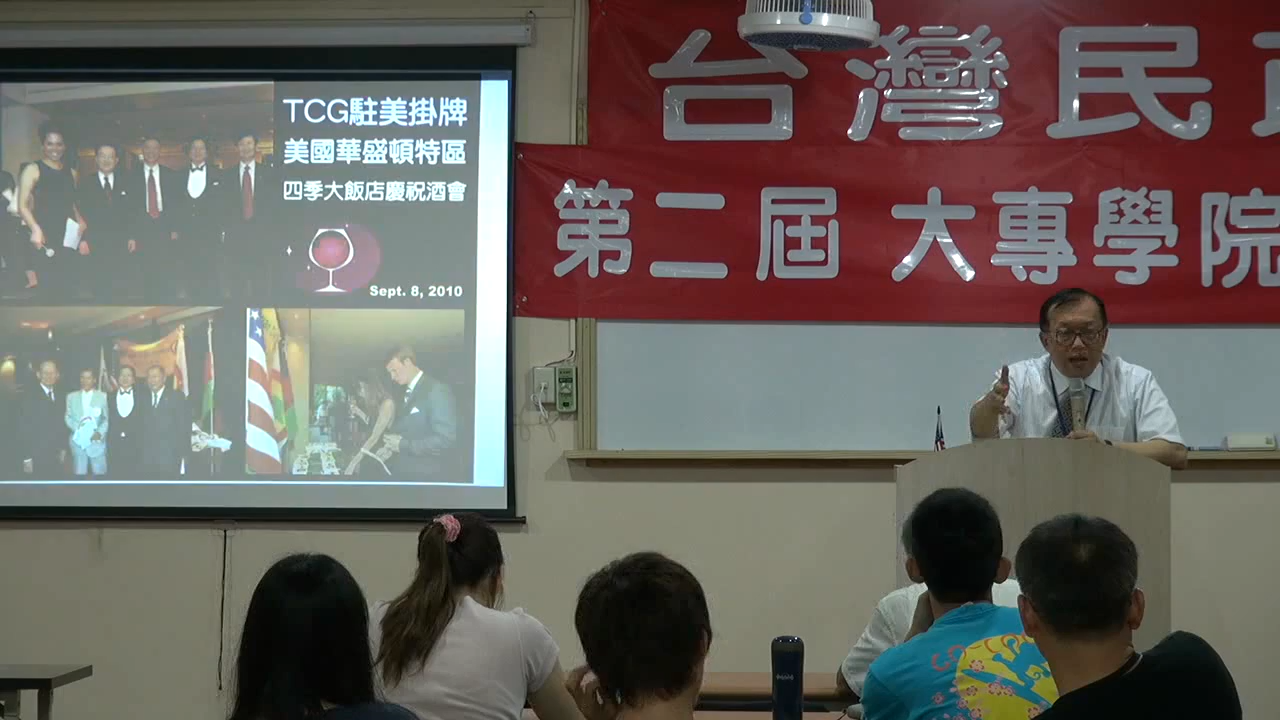 TCG駐美掛牌
美國華盛頓特區
四季大飯店慶祝酒會
Sept. 8, 2010
台灣民
第二屆 大專學院